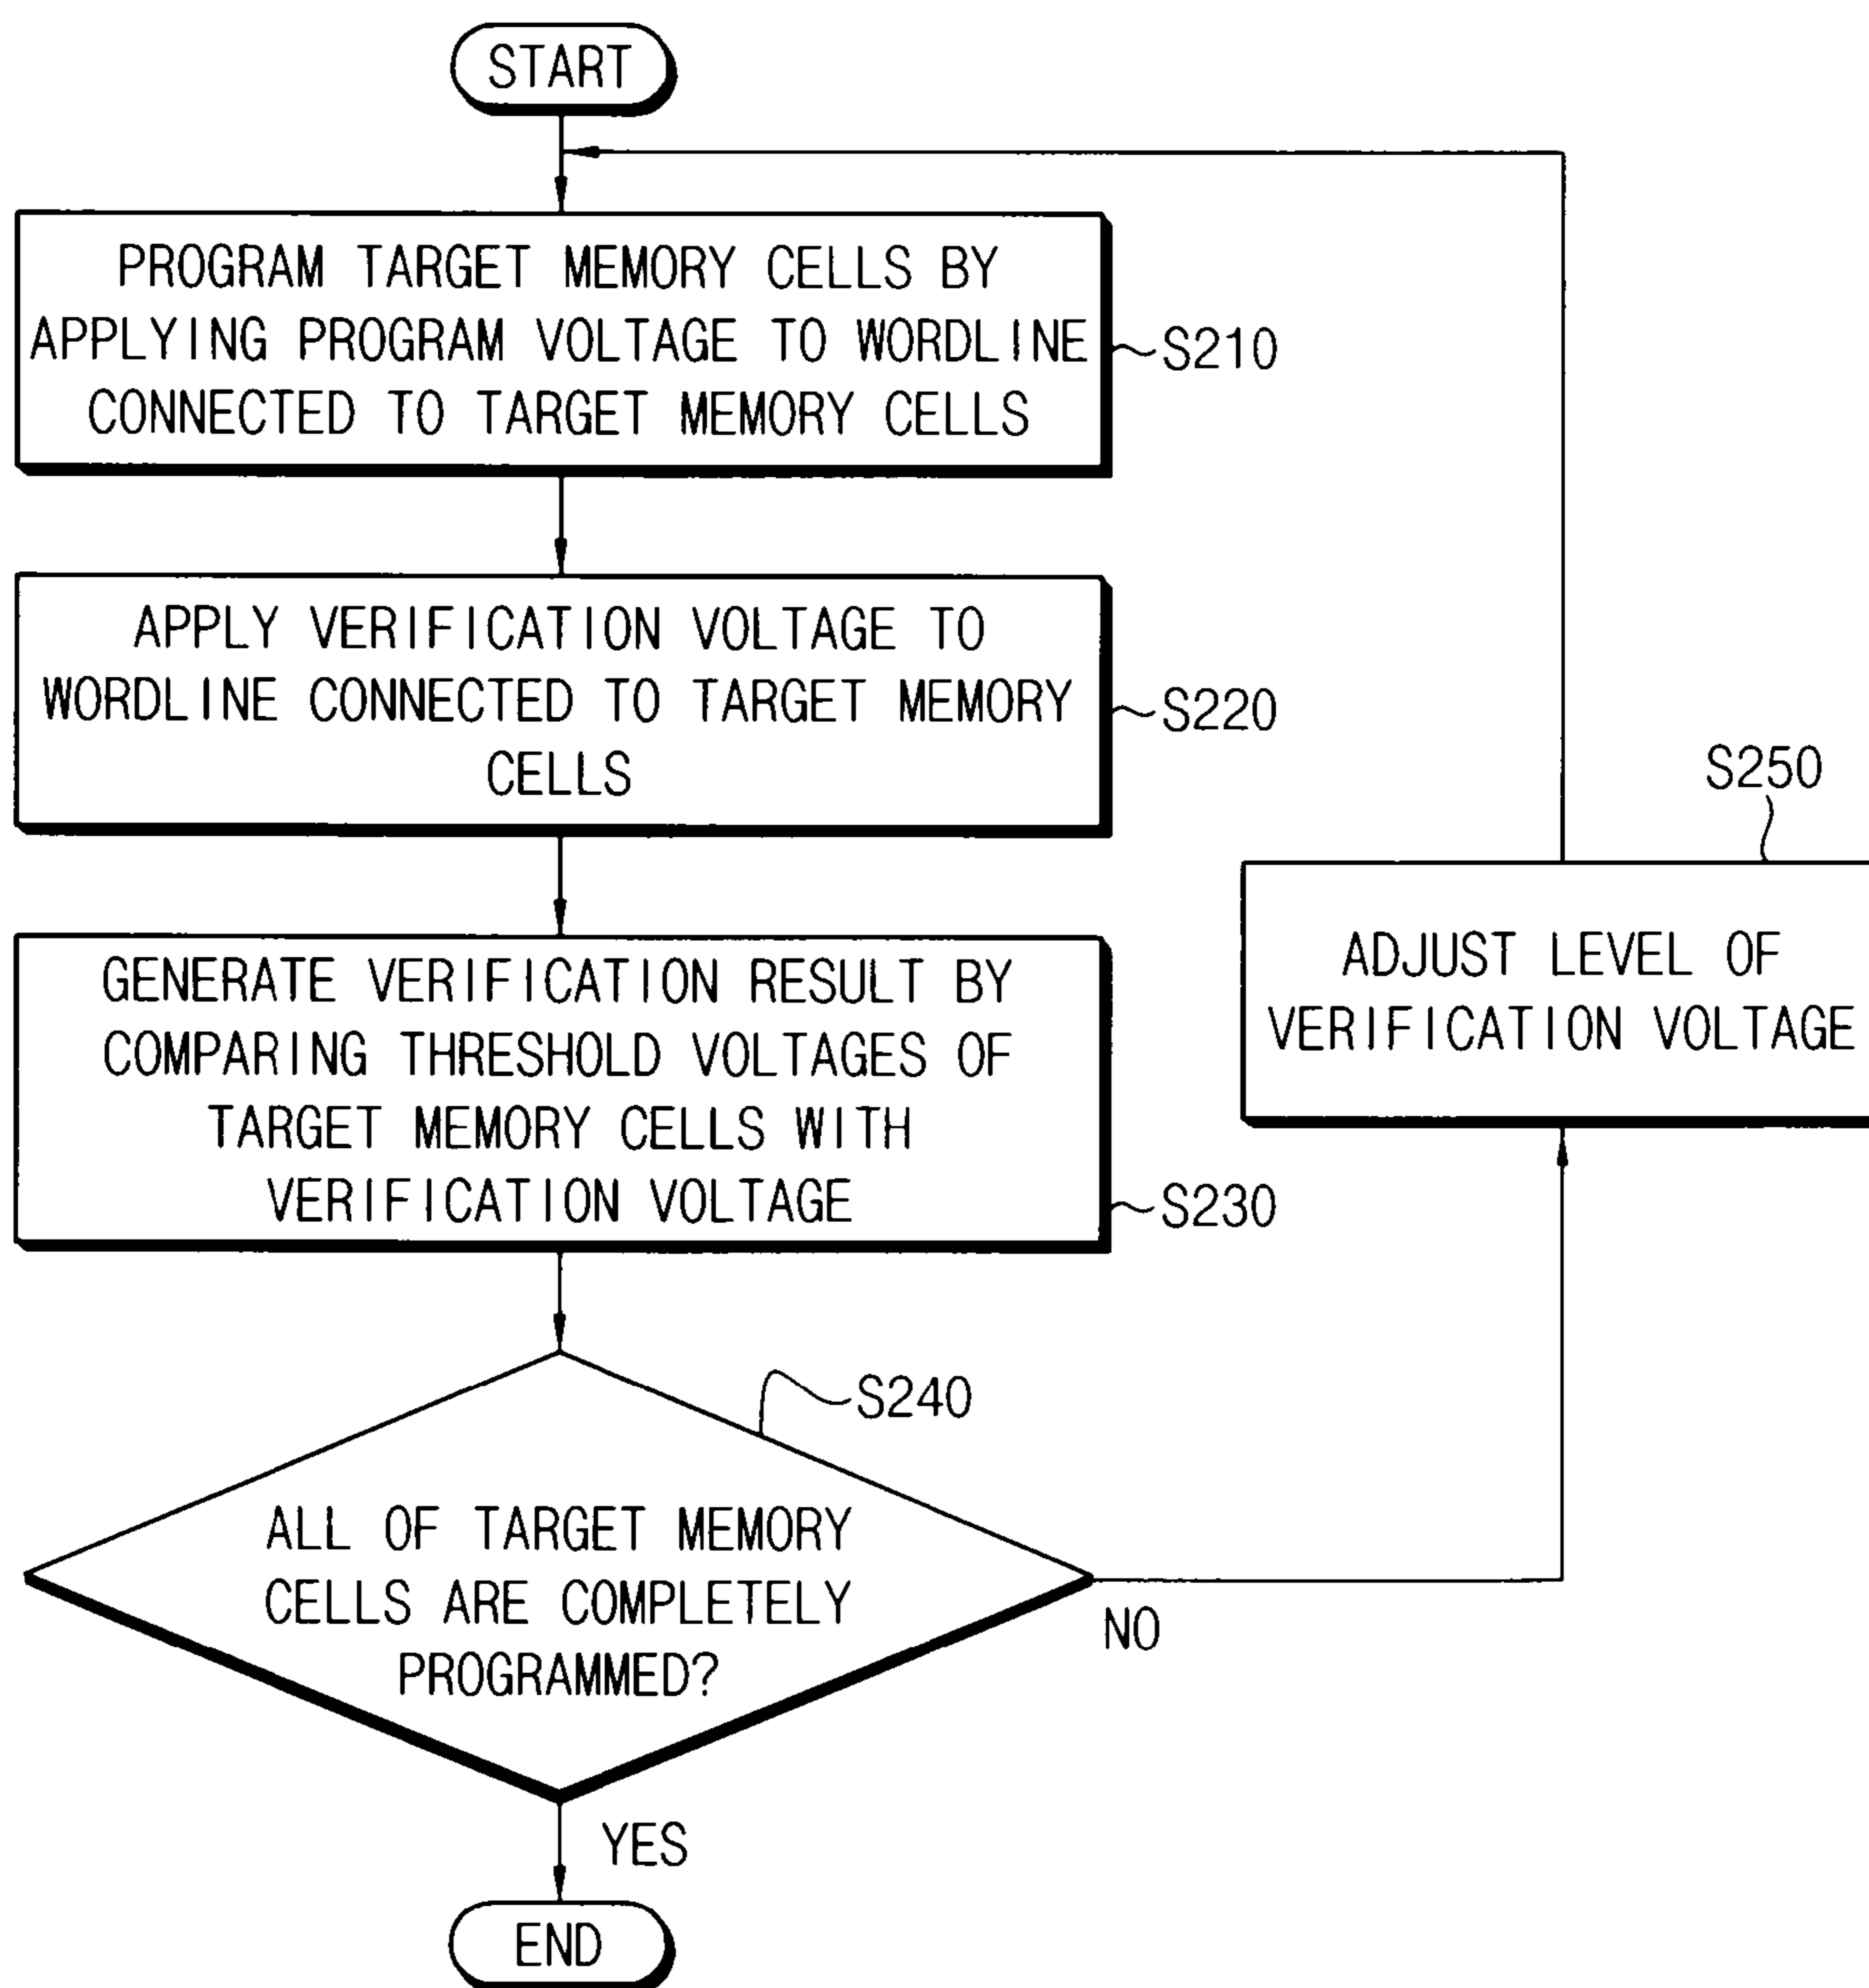 START
PROGRAM TARGET MEMORY CELLS BY
APPLYING PROGRAM VOLTAGE TO WORDLINE
CONNECTED TO TARGET MEMORY CELLS
S210
APPLY VERIFICATION VOLTAGE TO
WORDLINE CONNECTED TO TARGET MEMORY
CELLS
S220
GENERATE VERIFICATION RESULT BY
COMPARING THRESHOLD VOLTAGES OF
TARGET MEMORY CELLS WITH
VERIFICATION VOLTAGE
S230
S250
ADJUST LEVEL OF
VERIFICATION VOLTAGE
S240
ALL OF TARGET MEMORY
CELLS ARE COMPLETELY
PROGRAMMED?
NO
YES
END